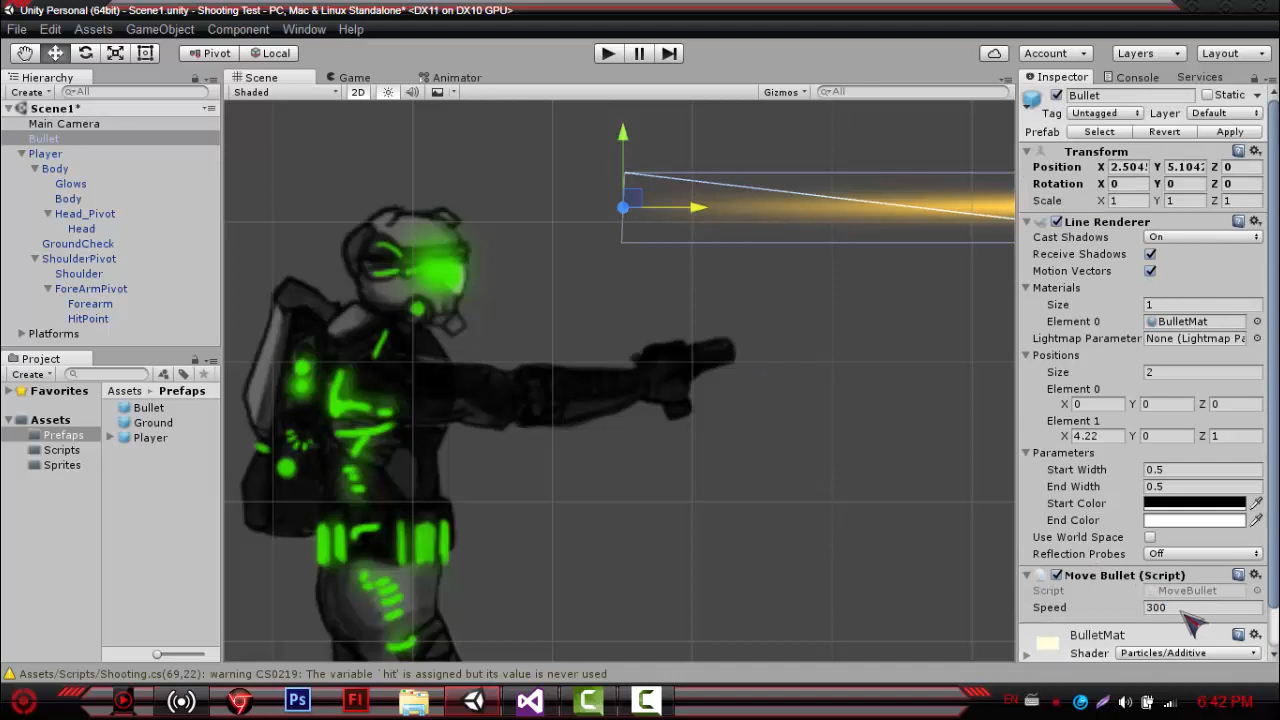 Unity Personal (64bit) - Scene1.unity - Shooting Test - PC, Mac & Linux Standalone* <DX11 on DX10 GPU>
File Edit Assets GameObject Component Window Help
Pivot Local Account Layers Layout
Hierarchy
Create All
Scene1*
Main Camera
Bullet
Player
Body
Glows
Body
Head_Pivot
Head
GroundCheck
ShoulderPivot
Shoulder
ForeArmPivot
Forearm
HitPoint
Platforms
Project
Create
Favorites
Assets
Prefaps
Scripts
Sprites
Assets Prefaps
Bullet
Ground
Player
Scene Game Animator
Shaded 2D Gizmos All
Inspector Console Services
Bullet Static
Tag Untagged Layer Default
Prefab Select Revert Apply
Transform
Position X 2.504 Y 5.104 Z 0
Rotation X 0 Y 0 Z 0
Scale X 1 Y 1 Z 1
Line Renderer
Cast Shadows On
Receive Shadows
Motion Vectors
Materials
Size 1
Element 0 BulletMat
Lightmap Parameter None (Lightmap Pa
Positions
Size 2
Element 0
X 0 Y 0 Z 0
Element 1
X 4.22 Y 0 Z 1
Parameters
Start Width 0.5
End Width 0.5
Start Color
End Color
Use World Space
Reflection Probes Off
Move Bullet (Script)
Script MoveBullet
Speed 300
BulletMat
Shader Particles/Additive
Assets/Scripts/Shooting.cs(69,22): warning CS0219: The variable `hit' is assigned but its value is never used
Ps Fl C C EN 6:42 PM